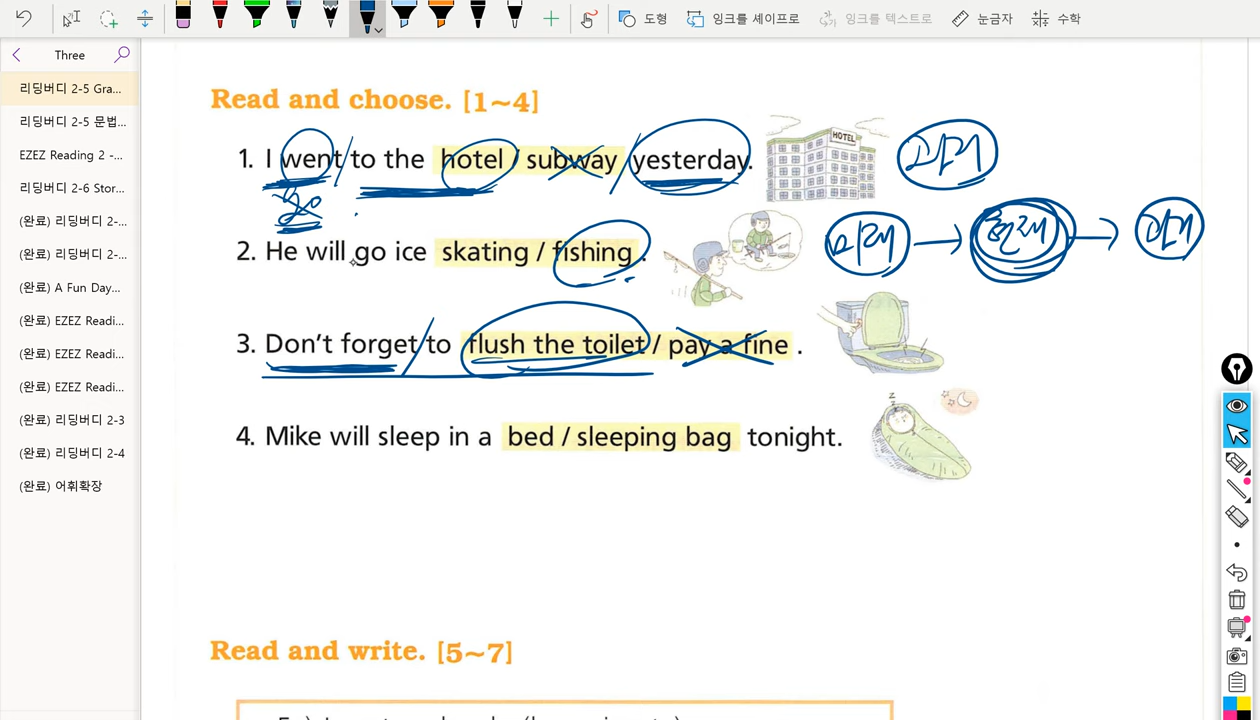 도형
잉크를 셰이프로
잉크를 텍스트로
눈금자
수학
Three
리딩버디 2-5 Gra...
리딩버디 2-5 문법...
EZEZ Reading 2 -...
리딩버디 2-6 Stor...
(완료) 리딩버디 2-...
(완료) 리딩버디 2-...
(완료) A Fun Day...
(완료) EZEZ Readi...
(완료) EZEZ Readi...
(완료) EZEZ Readi...
(완료) 리딩버디 2-3
(완료) 리딩버디 2-4
(완료) 어휘확장
Read and choose. [1~4]
1. I went to the hotel / subway yesterday.
HOTEL
과거
go
2. He will go ice skating / fishing .
미래 → 현재 → 과거
3. Don't forget to flush the toilet / pay a fine .
4. Mike will sleep in a bed / sleeping bag tonight.
z z
Read and write. [5~7]